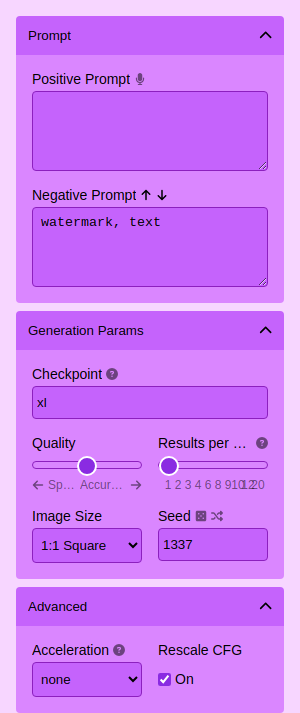 Prompt
Positive Prompt
Negative Prompt
watermark, text
Generation Params
Checkpoint ?
xl
Quality Results per ... ?
Sp... Accur... 1 2 3 4 6 8 9 10 12 20
Image Size Seed
1:1 Square 1337
Advanced
Acceleration ? Rescale CFG
none On